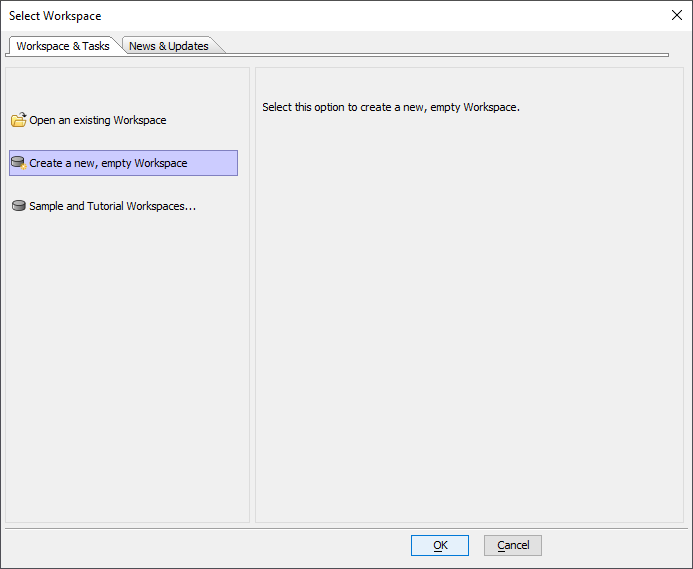 Select Workspace
Workspace & Tasks
News & Updates
Open an existing Workspace
Create a new, empty Workspace
Sample and Tutorial Workspaces...
Select this option to create a new, empty Workspace.
OK
Cancel